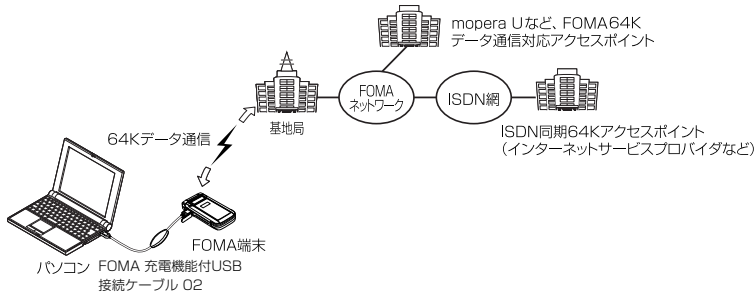 mopera Uなど、FOMA64K
データ通信対応アクセスポイント
FOMA
ネットワーク
ISDN網
基地局
64Kデータ通信
ISDN同期64Kアクセスポイント
(インターネットサービスプロバイダなど)
FOMA端末
パソコン
FOMA 充電機能付USB
接続ケーブル 02